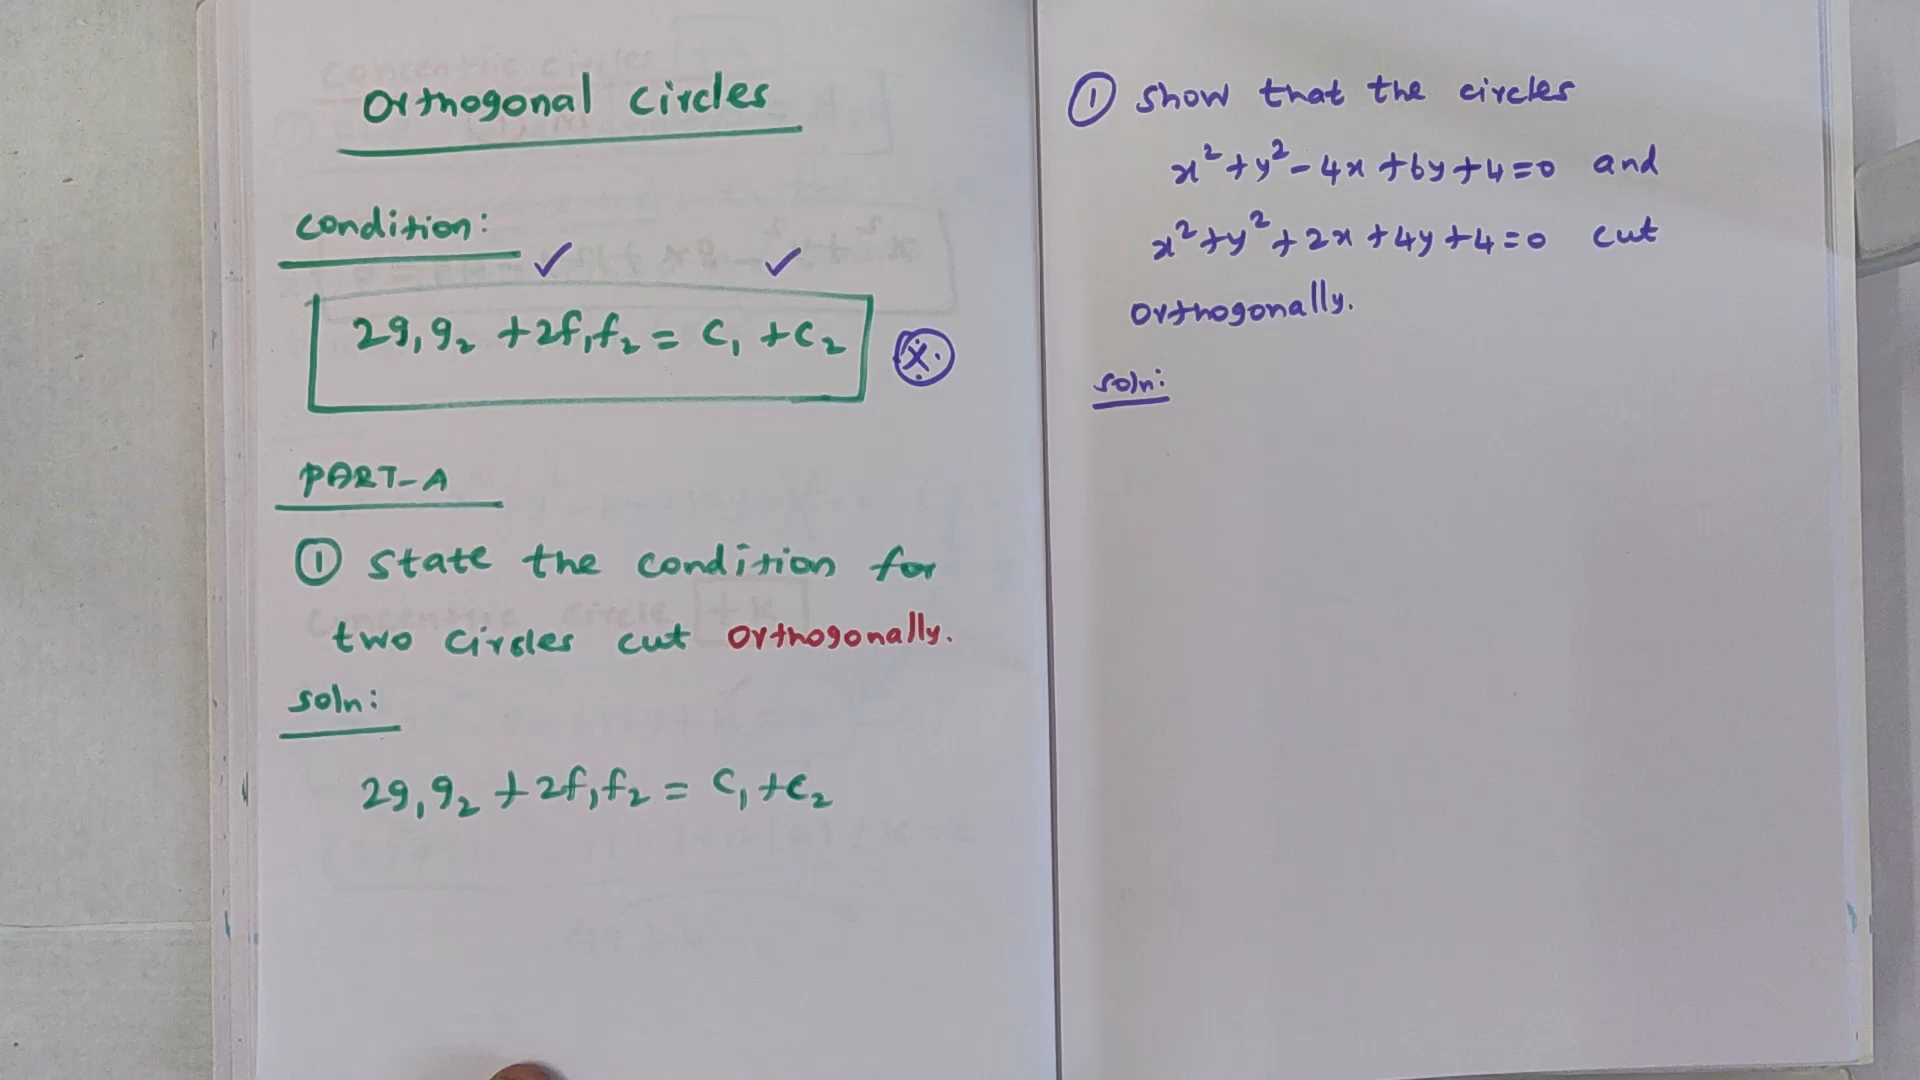 Orthogonal circles
Condition:
2g₁g₂ + 2f₁f₂ = c₁ + c₂
PART-A
① State the condition for
two cirsles cut orthogonally.
soln:
2g₁g₂ + 2f₁f₂ = c₁ + c₂
① show that the circles
x² + y² - 4x + 6y + 4 = 0 and
x² + y² + 2x + 4y + 4 = 0 cut
orthogonally.
soln: